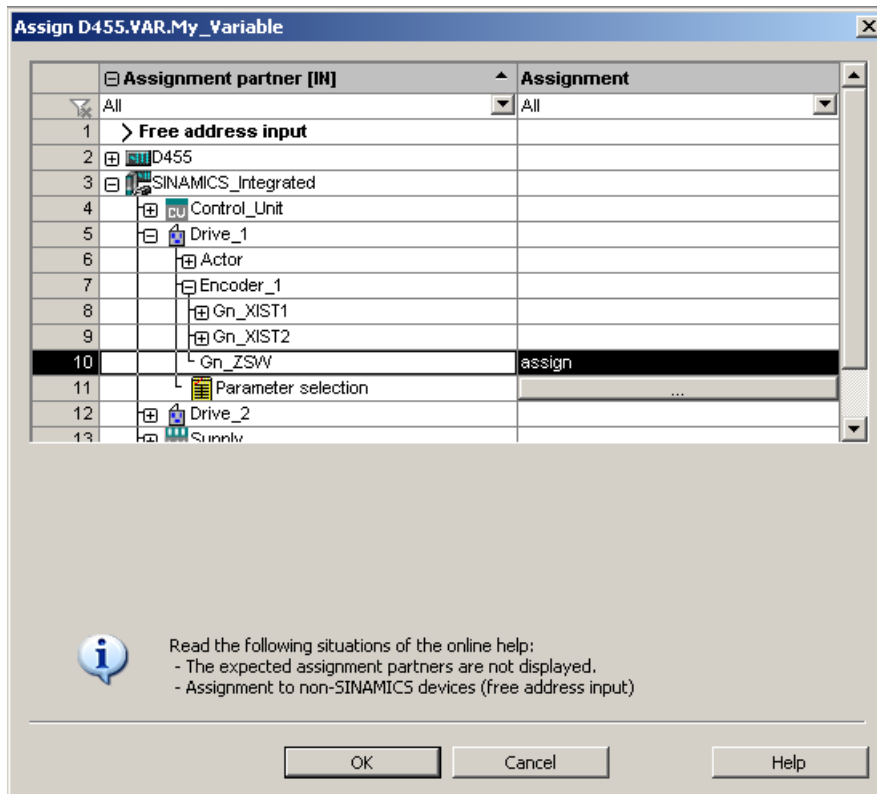 Assign D455.VAR.My_Variable
Assignment partner [IN] Assignment
All All
1 Free address input
2 D455
3 SINAMICS_Integrated
4 CU Control_Unit
5 Drive_1
6 Actor
7 Encoder_1
8 Gn_XIST1
9 Gn_XIST2
10 Gn_ZSW assign
11 Parameter selection ...
12 Drive_2
13 Supply
Read the following situations of the online help:
- The expected assignment partners are not displayed.
- Assignment to non-SINAMICS devices (free address input)
OK Cancel Help